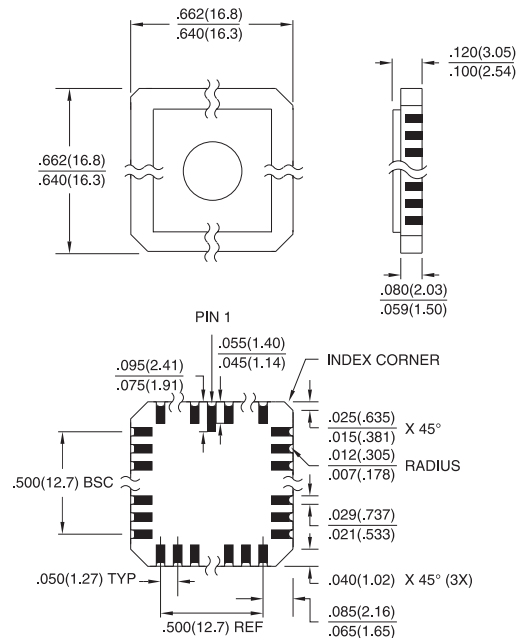 .662(16.8)
.640(16.3)
.120(3.05)
.100(2.54)
.662(16.8)
.640(16.3)
.080(2.03)
.059(1.50)
PIN 1
.055(1.40)
.045(1.14)
.095(2.41)
.075(1.91)
INDEX CORNER
.025(.635)
.015(.381)
X 45°
.012(.305)
.007(.178)
RADIUS
.500(12.7) BSC
.029(.737)
.021(.533)
.050(1.27) TYP
.040(1.02) X 45° (3X)
.085(2.16)
.065(1.65)
.500(12.7) REF